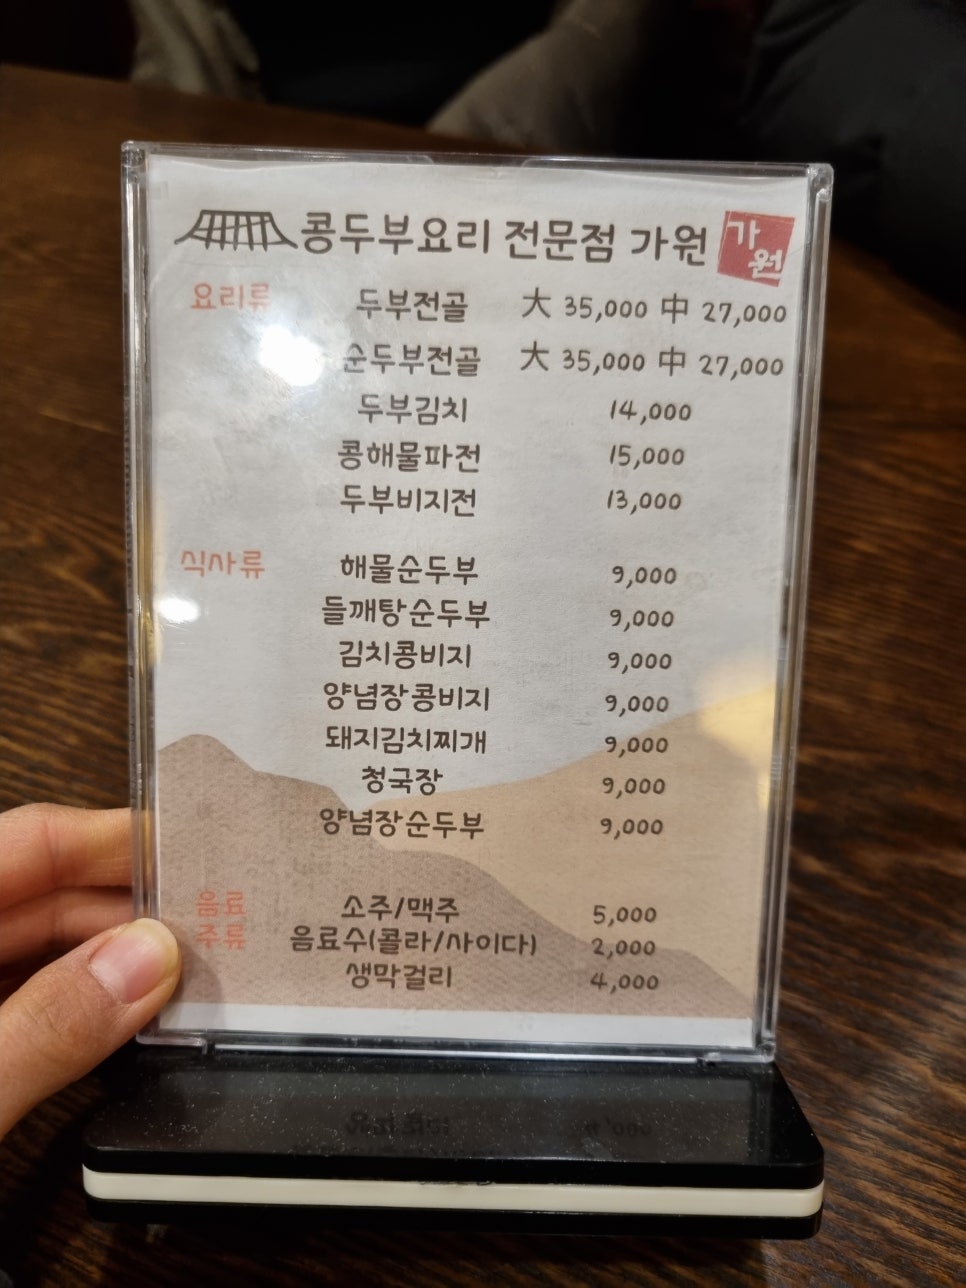 콩두부요리 전문점 가원 가원
요리류 두부전골 大 35,000 中 27,000
순두부전골 大 35,000 中 27,000
두부김치 14,000
콩해물파전 15,000
두부비지전 13,000
식사류 해물순두부 9,000
들깨탕순두부 9,000
김치콩비지 9,000
양념장콩비지 9,000
돼지김치찌개 9,000
청국장 9,000
양념장순두부 9,000
음료 소주/맥주 5,000
주류 음료수(콜라/사이다) 2,000
생막걸리 4,000